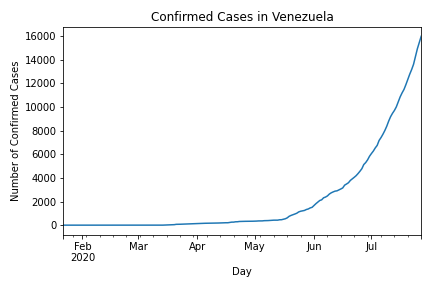 Confirmed Cases in Venezuela
Number of Confirmed Cases
16000
14000
12000
10000
8000
6000
4000
2000
0
Feb Mar Apr May Jun Jul
2020
Day